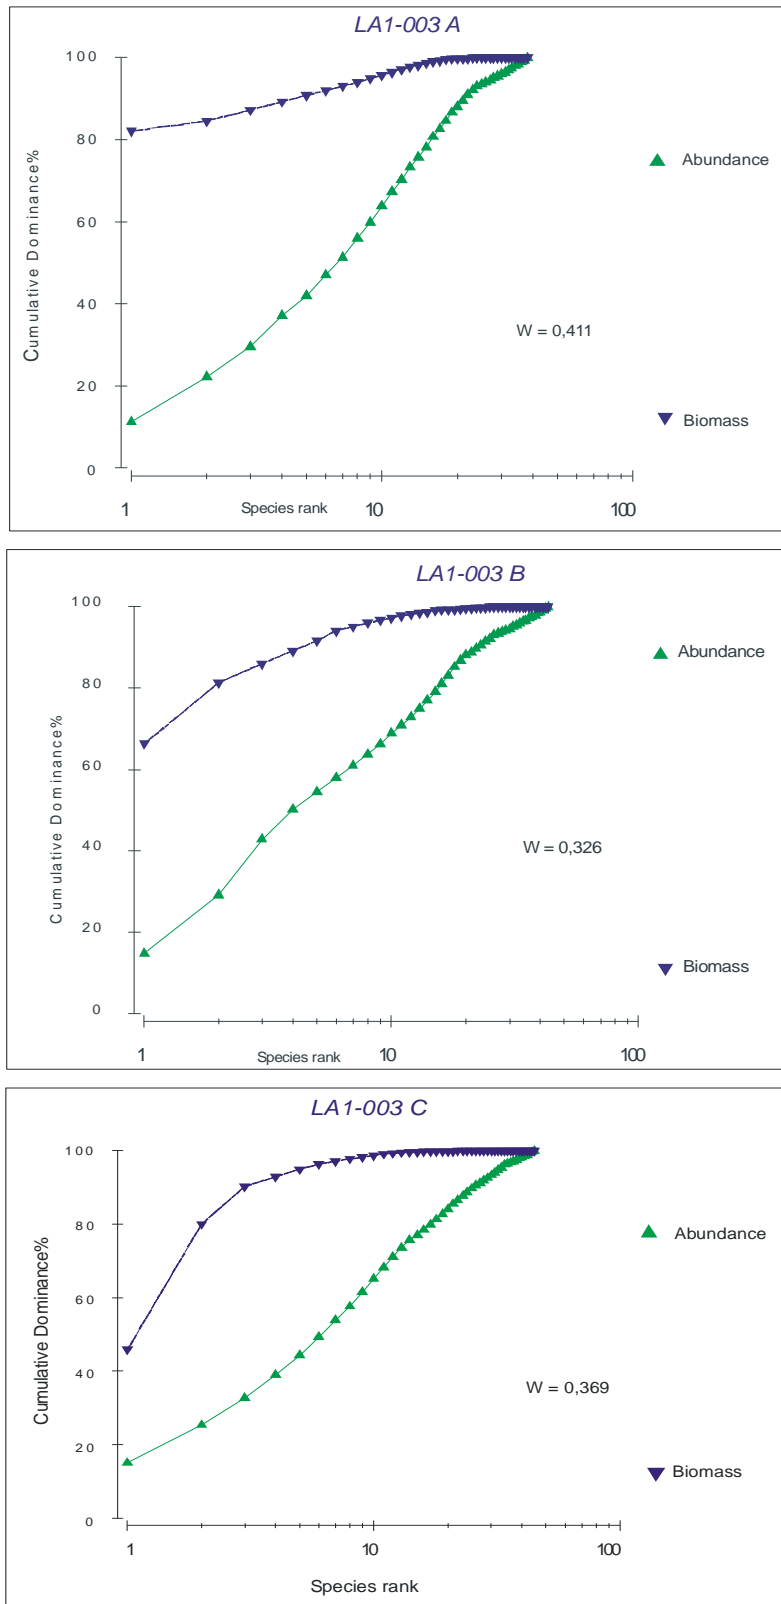 LA1-003 A
100
80
60
40
20
0
Cumulative Dominance%
Abundance
W = 0,411
Biomass
1
Species rank
10
100
LA1-003 B
100
80
60
40
20
0
Cumulative Dominance%
Abundance
W = 0,326
Biomass
1
Species rank
10
100
LA1-003 C
100
80
60
40
20
0
Cumulative Dominance%
Abundance
W = 0,369
Biomass
1
10
100
Species rank